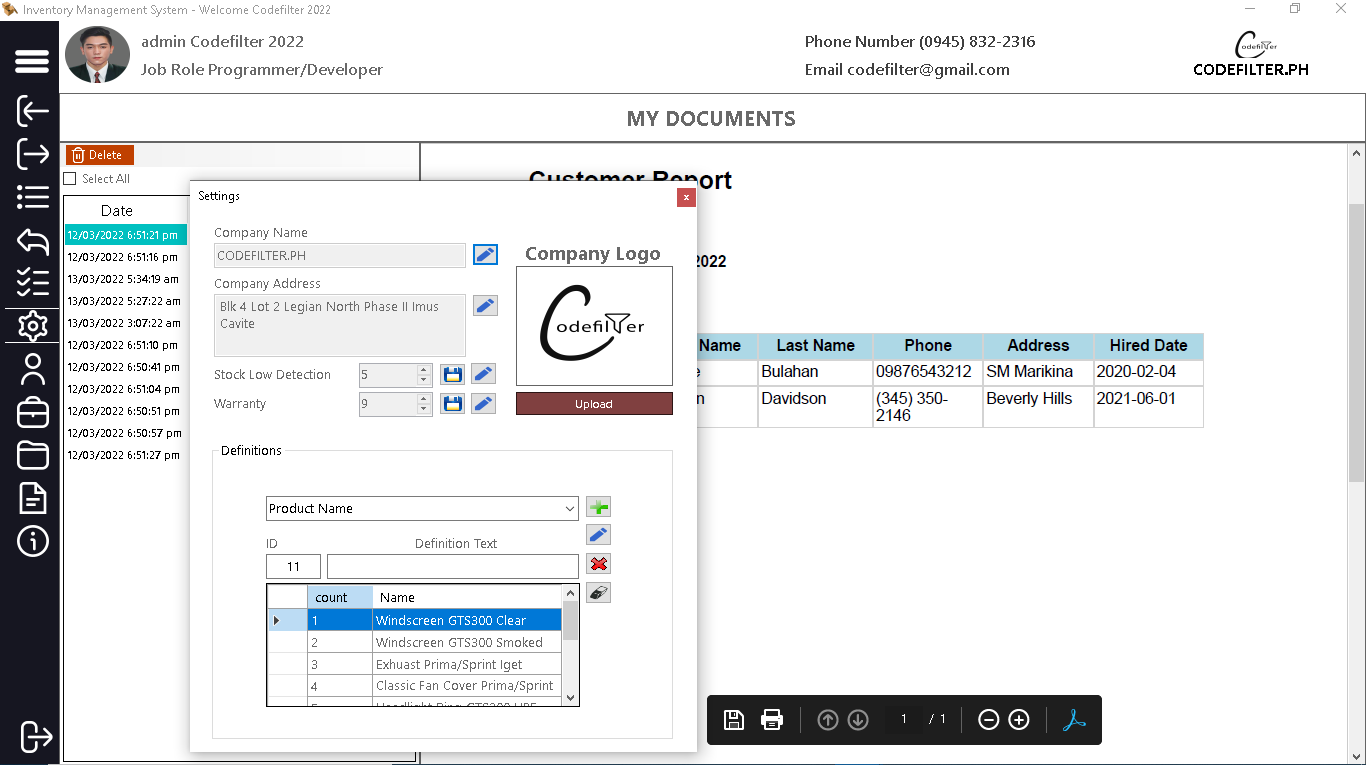 Inventory Management System - Welcome Codefilter 2022
admin Codefilter 2022
Job Role Programmer/Developer
Phone Number (0945) 832-2316
Email codefilter@gmail.com
Codefilter
CODEFILTER.PH
MY DOCUMENTS
Delete
Select All
Date
12/03/2022 6:51:21 pm
12/03/2022 6:51:16 pm
13/03/2022 5:34:19 am
13/03/2022 5:27:22 am
13/03/2022 3:07:22 am
12/03/2022 6:51:10 pm
12/03/2022 6:50:41 pm
12/03/2022 6:51:04 pm
12/03/2022 6:50:51 pm
12/03/2022 6:50:57 pm
12/03/2022 6:51:27 pm
Settings
x
Company Name
CODEFILTER.PH
Company Address
Blk 4 Lot 2 Legian North Phase II Imus
Cavite
Stock Low Detection 5
Warranty 9
Company Logo
Codefilter
Upload
Definitions
Product Name
ID Definition Text
11
count Name
1 Windscreen GTS300 Clear
2 Windscreen GTS300 Smoked
3 Exhuast Prima/Sprint Iget
4 Classic Fan Cover Prima/Sprint
Customer Report
2022
Name Last Name Phone Address Hired Date
e Bulahan 09876543212 SM Marikina 2020-02-04
n Davidson (345) 350-
2146 Beverly Hills 2021-06-01
1 / 1